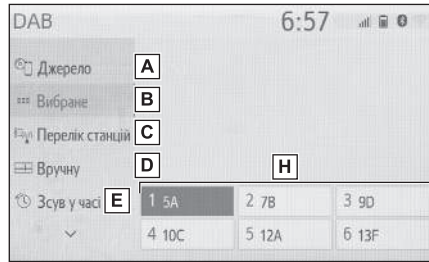 DAB 6:57
Джерело A
Вибране B
Перелік станцій C
Вручну D
H
Зсув у часі E
1 5A 2 7B 3 9D
4 10C 5 12A 6 13F